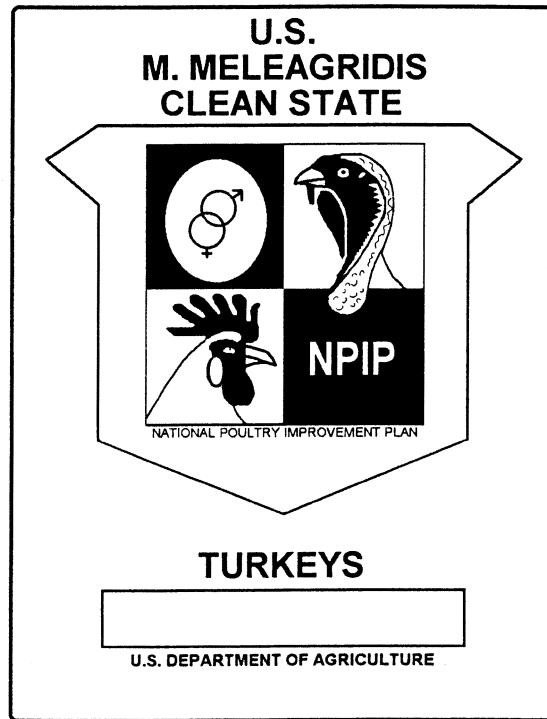 U.S.
M. MELEAGRIDIS
CLEAN STATE
NPIP
NATIONAL POULTRY IMPROVEMENT PLAN
TURKEYS
U.S. DEPARTMENT OF AGRICULTURE